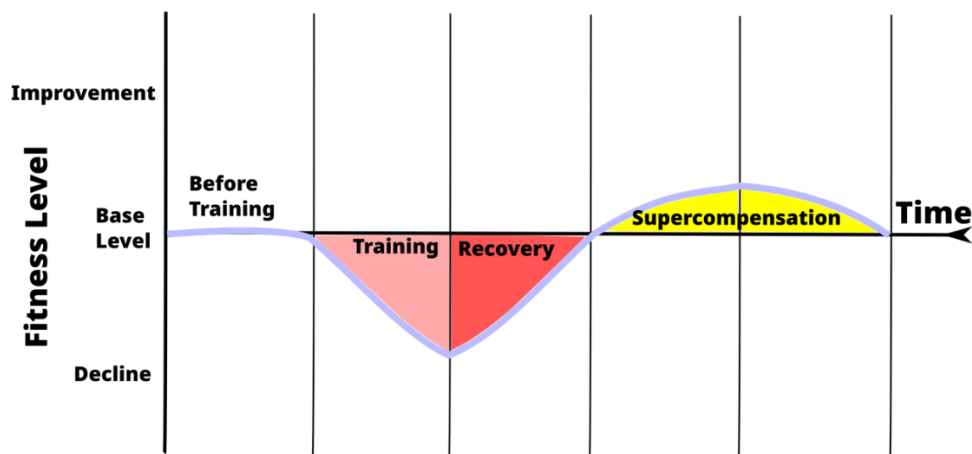 Improvement
Fitness Level
Before
Training
Base
Level
Time
Supercompensation
Training
Recovery
Decline